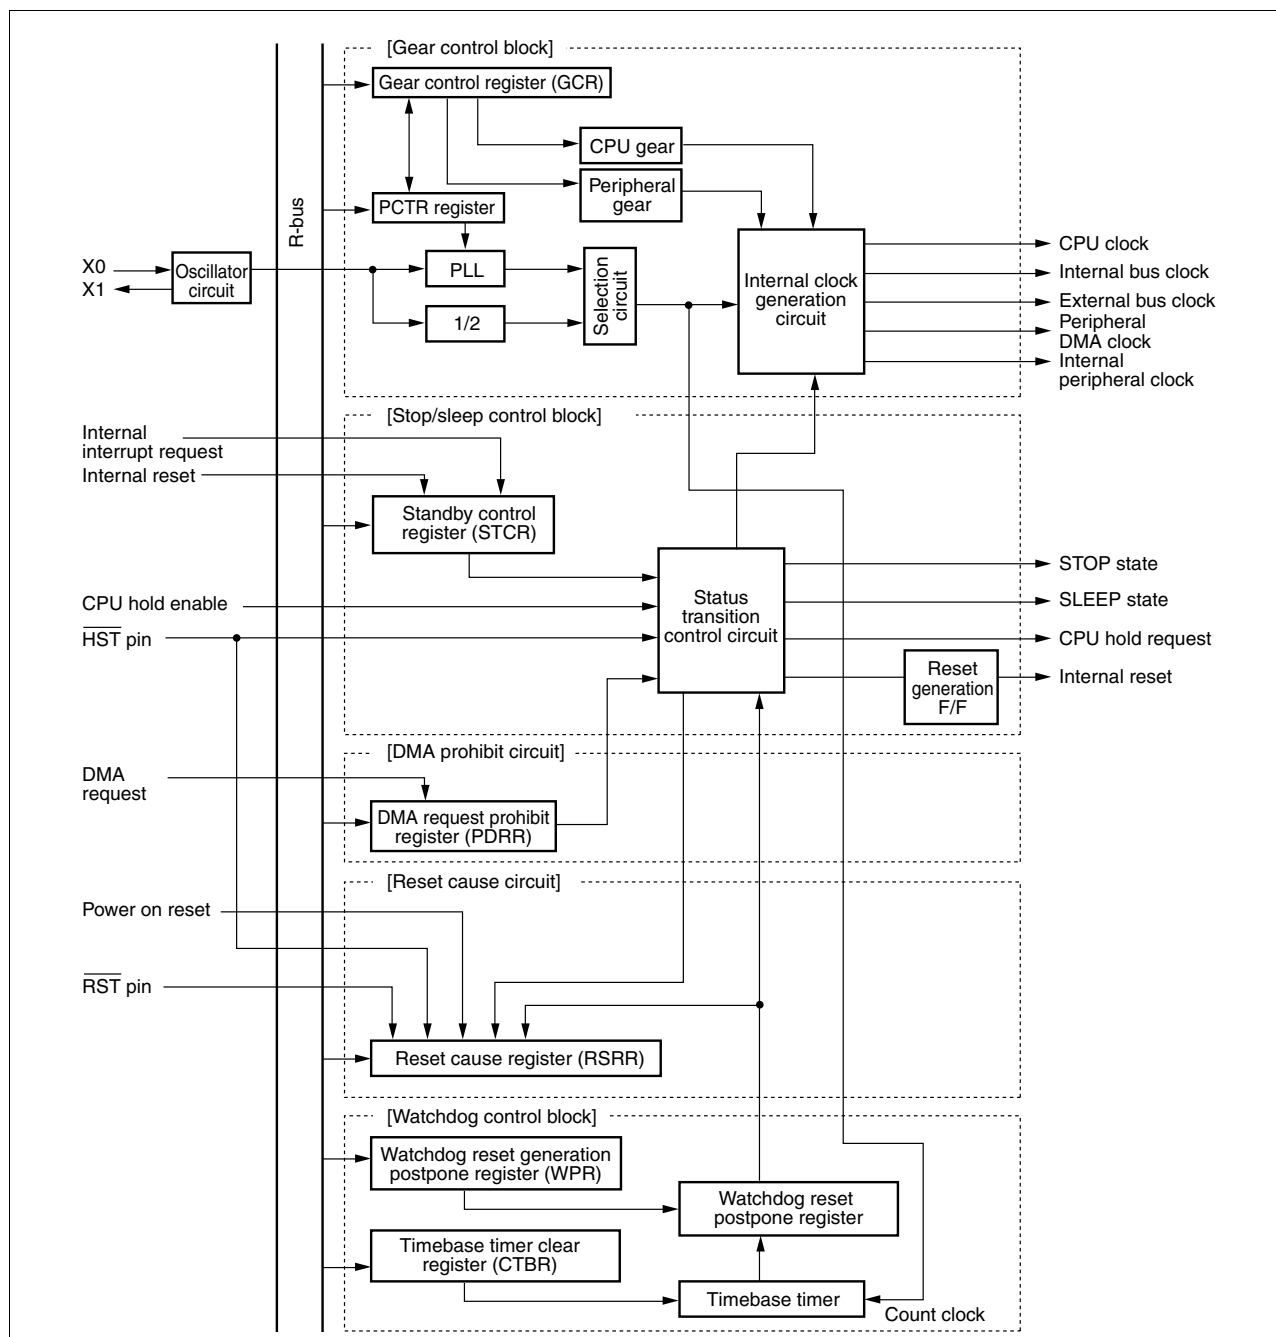 [Gear control block]
Gear control register (GCR)
CPU gear
Peripheral
gear
PCTR register
R-bus
X0
X1
Oscillator
circuit
PLL
1/2
Selection
circuit
Internal clock
generation
circuit
CPU clock
Internal bus clock
External bus clock
Peripheral
DMA clock
Internal
peripheral clock
[Stop/sleep control block]
Internal
interrupt request
Internal reset
Standby control
register (STCR)
CPU hold enable
HST pin
Status
transition
control circuit
STOP state
SLEEP state
CPU hold request
Reset
generation
F/F
Internal reset
[DMA prohibit circuit]
DMA
request
DMA request prohibit
register (PDRR)
[Reset cause circuit]
Power on reset
RST pin
Reset cause register (RSRR)
[Watchdog control block]
Watchdog reset generation
postpone register (WPR)
Watchdog reset
postpone register
Timebase timer clear
register (CTBR)
Timebase timer
Count clock